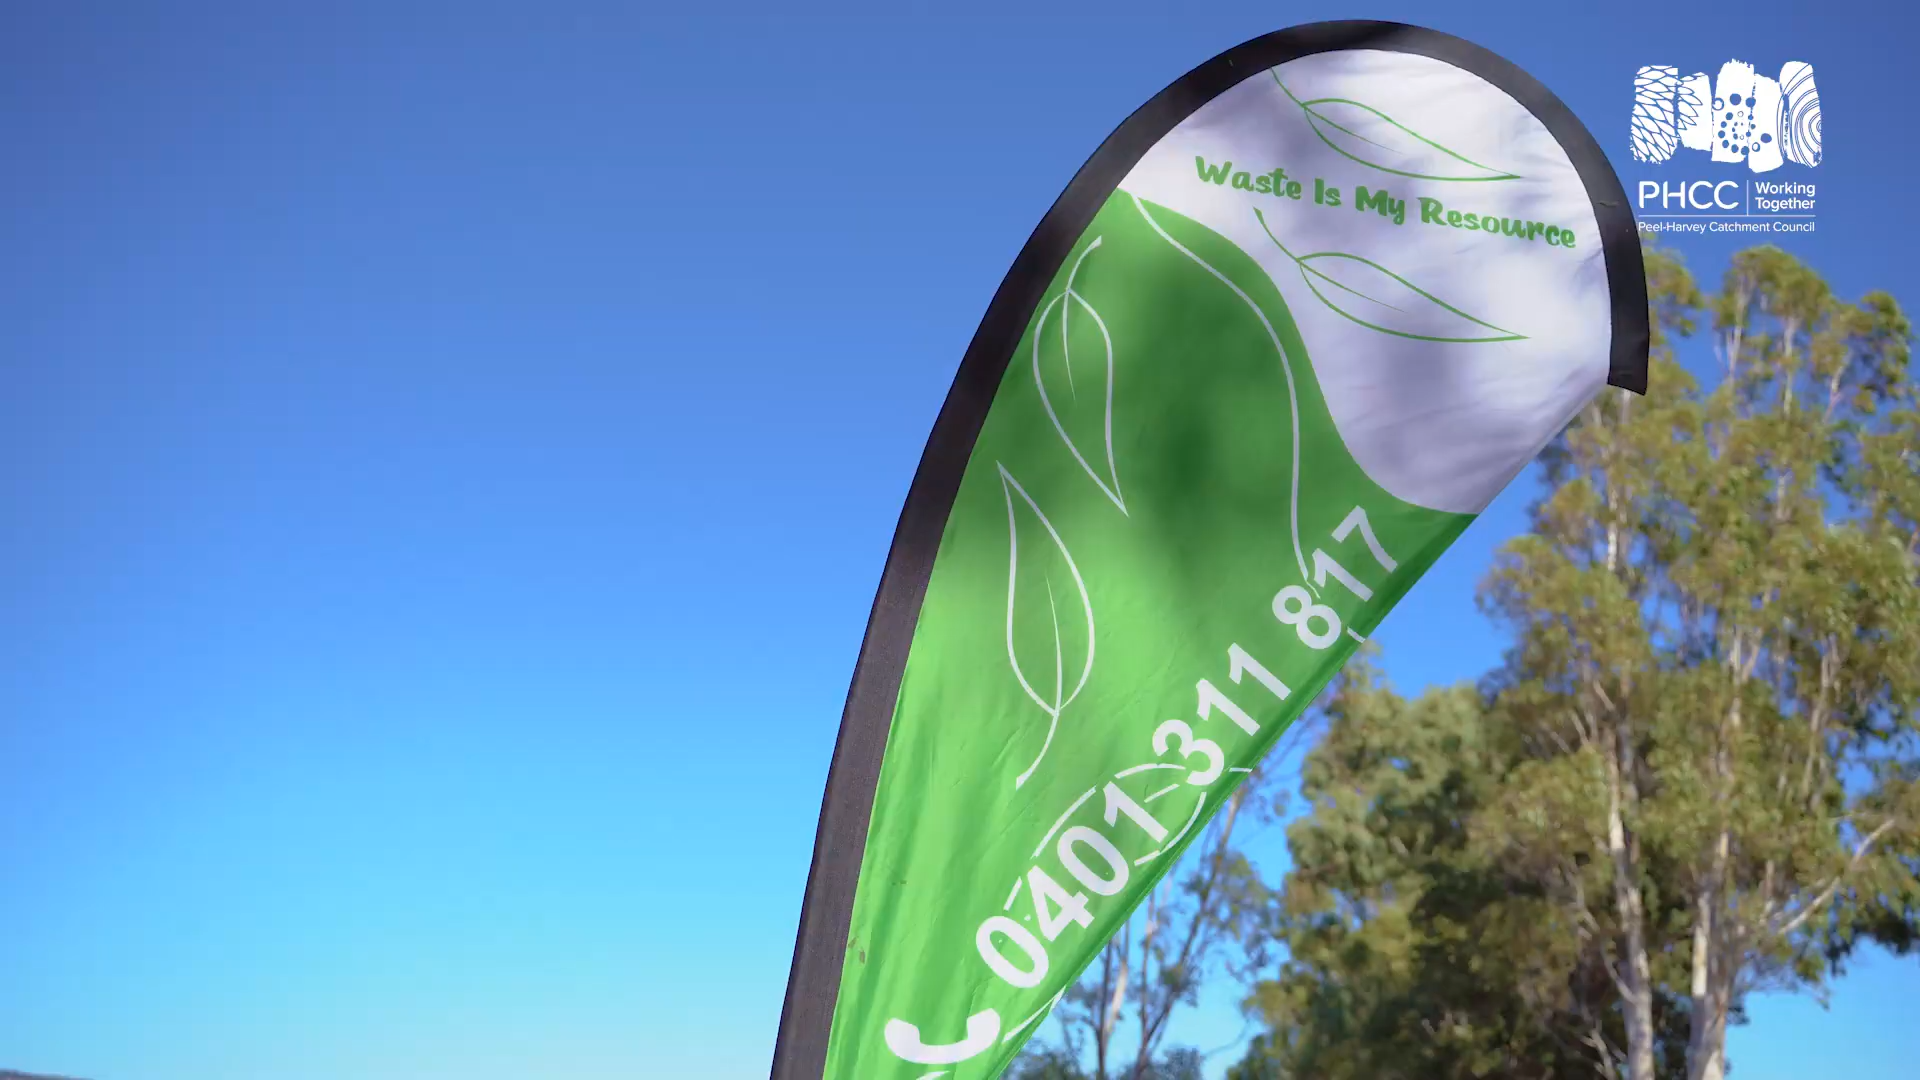 Waste Is My Resource
0401 311 817
PHCC
Working
Together
Peel-Harvey Catchment Council